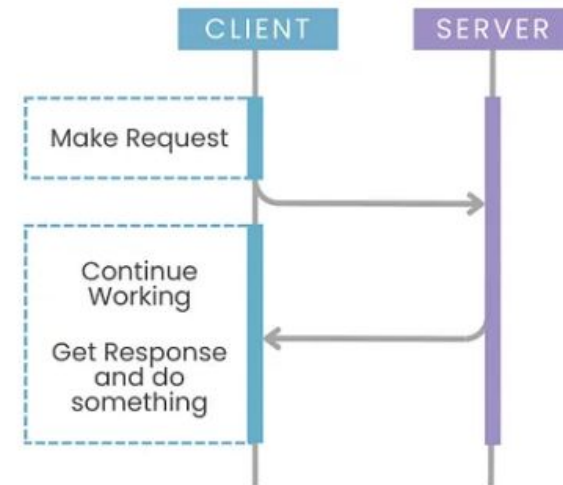 CLIENT
SERVER
Make Request
Continue
Working
Get Response
and do
something